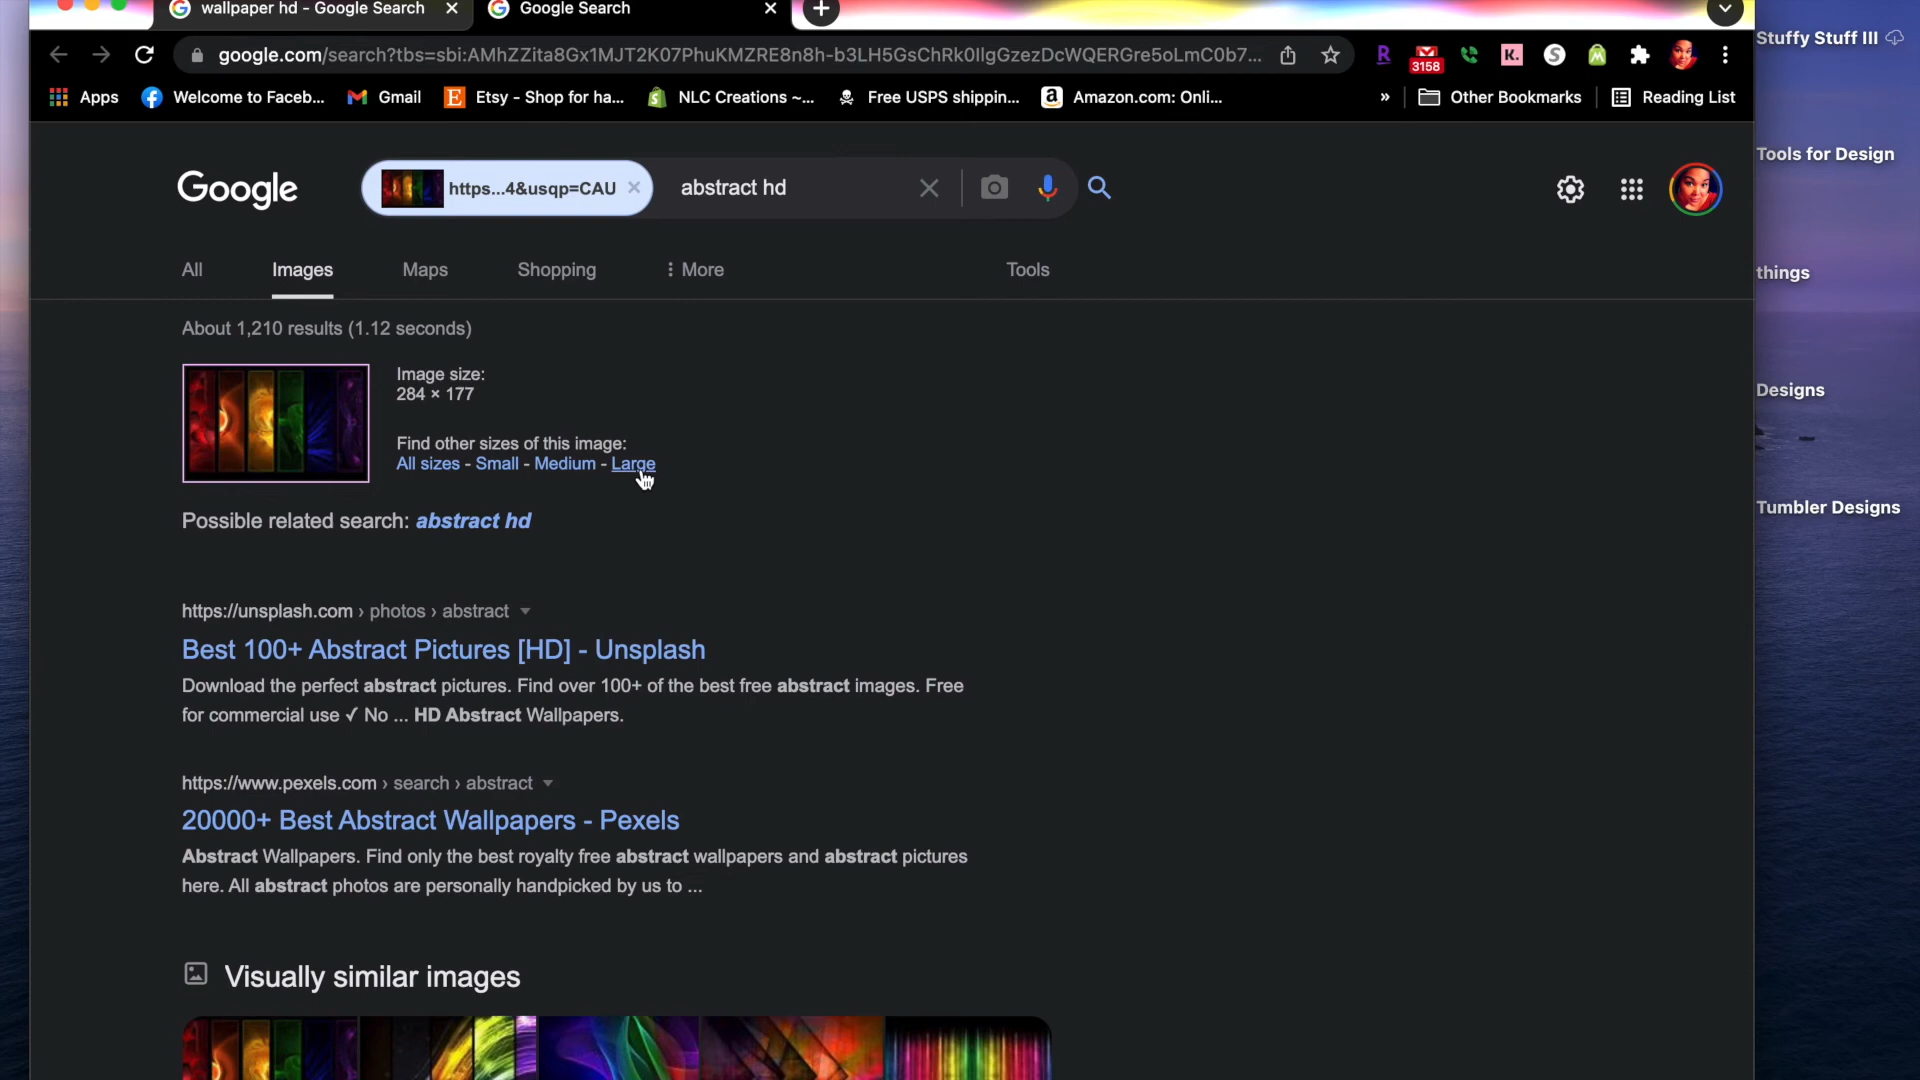 wallpaper hd - Google Search
Google Search
google.com/search?tbs=sbi:AMhZZita8Gx1MJT2K07PhuKMZRE8n8h-b3LH5GsChRk0IlgGzezDcWQERGre5oLmC0b7...
3158
K.
S
M
Apps
Welcome to Faceb...
Gmail
Etsy - Shop for ha...
NLC Creations ~...
Free USPS shippin...
Amazon.com: Onli...
»
Other Bookmarks
Reading List
Google
https...4&usqp=CAU
abstract hd
All
Images
Maps
Shopping
More
Tools
About 1,210 results (1.12 seconds)
Image size:
284 × 177
Find other sizes of this image:
All sizes - Small - Medium - Large
Possible related search: abstract hd
https://unsplash.com › photos › abstract
Best 100+ Abstract Pictures [HD] - Unsplash
Download the perfect abstract pictures. Find over 100+ of the best free abstract images. Free
for commercial use ✓ No ... HD Abstract Wallpapers.
https://www.pexels.com › search › abstract
20000+ Best Abstract Wallpapers - Pexels
Abstract Wallpapers. Find only the best royalty free abstract wallpapers and abstract pictures
here. All abstract photos are personally handpicked by us to ...
Visually similar images
Stuffy Stuff III
Tools for Design
things
Designs
Tumbler Designs